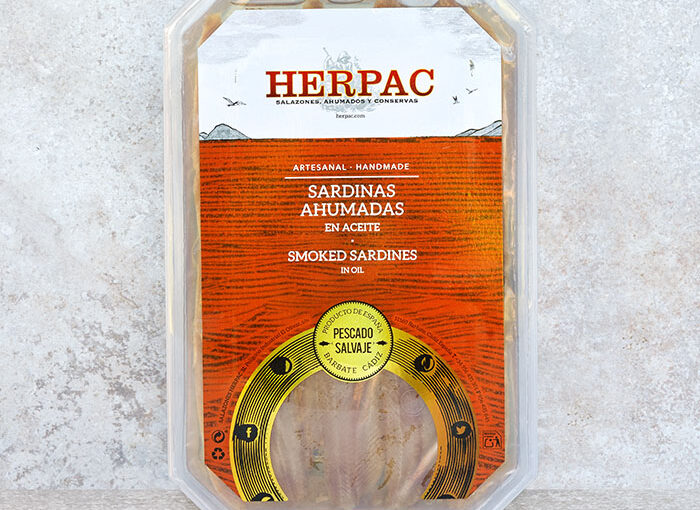 HERPAC
SALAZONES, AHUMADOS Y CONSERVAS
herpac.com
ARTESANAL · HANDMADE
SARDINAS
AHUMADAS
EN ACEITE
SMOKED SARDINES
IN OIL
PRODUCTO DE ESPAÑA
PESCADO
SALVAJE
BARBATE CÁDIZ